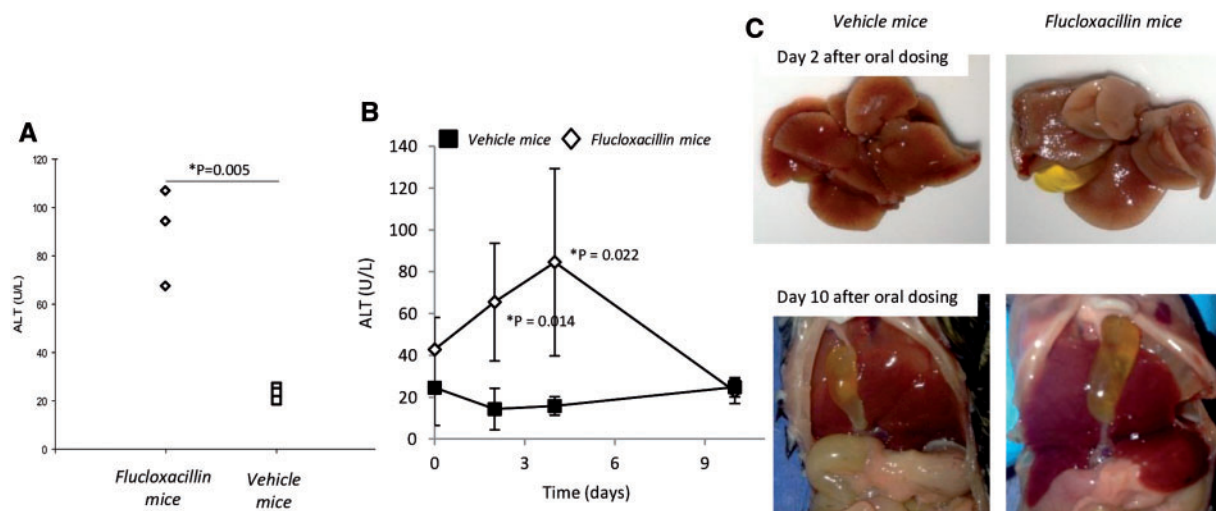 A
120
100
80
60
40
20
0
ALT (U/L)
*P=0.005
Flucloxacillin
mice
Vehicle
mice
B
Vehicle mice
Flucloxacillin mice
140
120
100
80
60
40
20
0
ALT (U/L)
*P = 0.022
*P = 0.014
0
3
6
9
Time (days)
C
Vehicle mice
Flucloxacillin mice
Day 2 after oral dosing
Day 10 after oral dosing